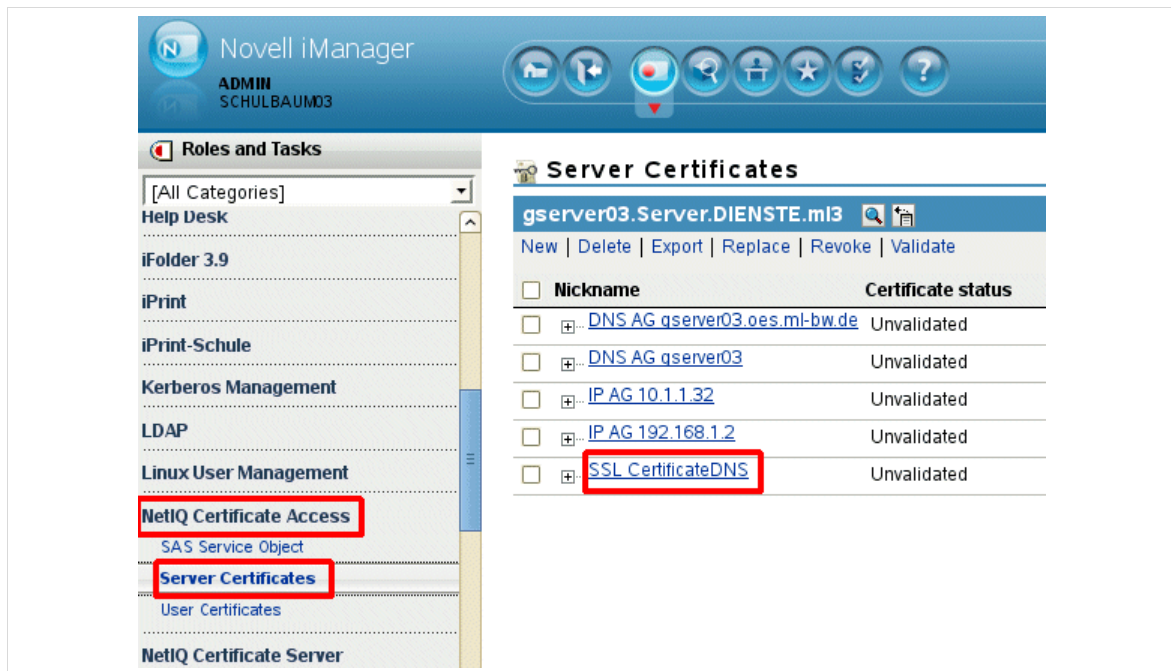 Novell iManager
ADMIN
SCHULBAUM03
Roles and Tasks
[All Categories]
Help Desk
iFolder 3.9
iPrint
iPrint-Schule
Kerberos Management
LDAP
Linux User Management
NetIQ Certificate Access
SAS Service Object
Server Certificates
User Certificates
NetIQ Certificate Server
Server Certificates
gserver03.Server.DIENSTE.ml3
New | Delete | Export | Replace | Revoke | Validate
Nickname Certificate status
DNS AG gserver03.oes.ml-bw.de Unvalidated
DNS AG gserver03 Unvalidated
IP AG 10.1.1.32 Unvalidated
IP AG 192.168.1.2 Unvalidated
SSL CertificateDNS Unvalidated